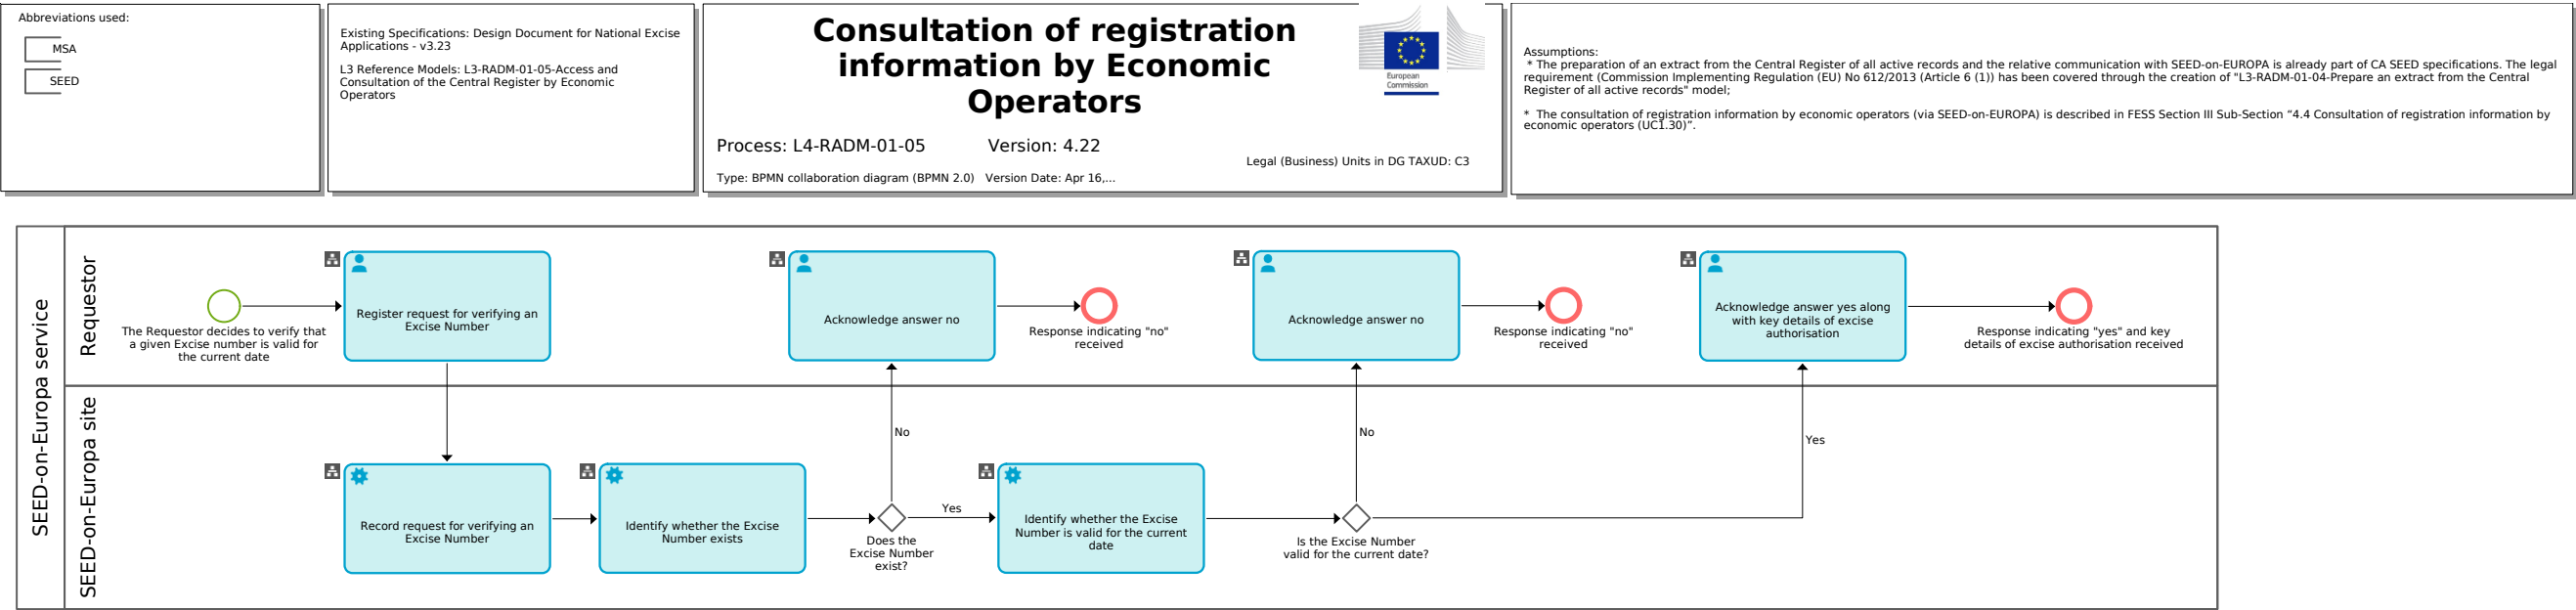 Abbreviations used:
MSA
SEED
Existing Specifications: Design Document for National Excise
Applications - v3.23
L3 Reference Models: L3-RADM-01-05-Access and
Consultation of the Central Register by Economic
Operators
Consultation of registration
information by Economic
Operators
European
Commission
Process: L4-RADM-01-05
Version: 4.22
Legal (Business) Units in DG TAXUD: C3
Type: BPMN collaboration diagram (BPMN 2.0)
Version Date: Apr 16,...
Assumptions:
* The preparation of an extract from the Central Register of all active records and the relative communication with SEED-on-EUROPA is already part of CA SEED specifications. The legal
requirement (Commission Implementing Regulation (EU) No 612/2013 (Article 6 (1)) has been covered through the creation of "L3-RADM-01-04-Prepare an extract from the Central
Register of all active records" model;
* The consultation of registration information by economic operators (via SEED-on-EUROPA) is described in FESS Section III Sub-Section “4.4 Consultation of registration information by
economic operators (UC1.30)”.
SEED-on-Europa service
Requestor
The Requestor decides to verify that
a given Excise number is valid for
the current date
Register request for verifying an
Excise Number
Acknowledge answer no
Response indicating "no"
received
Acknowledge answer no
Response indicating "no"
received
Acknowledge answer yes along
with key details of excise
authorisation
Response indicating "yes" and key
details of excise authorisation received
SEED-on-Europa site
Record request for verifying an
Excise Number
Identify whether the Excise
Number exists
No
Yes
Does the
Excise Number
exist?
Identify whether the Excise
Number is valid for the current
date
No
Is the Excise Number
valid for the current date?
Yes